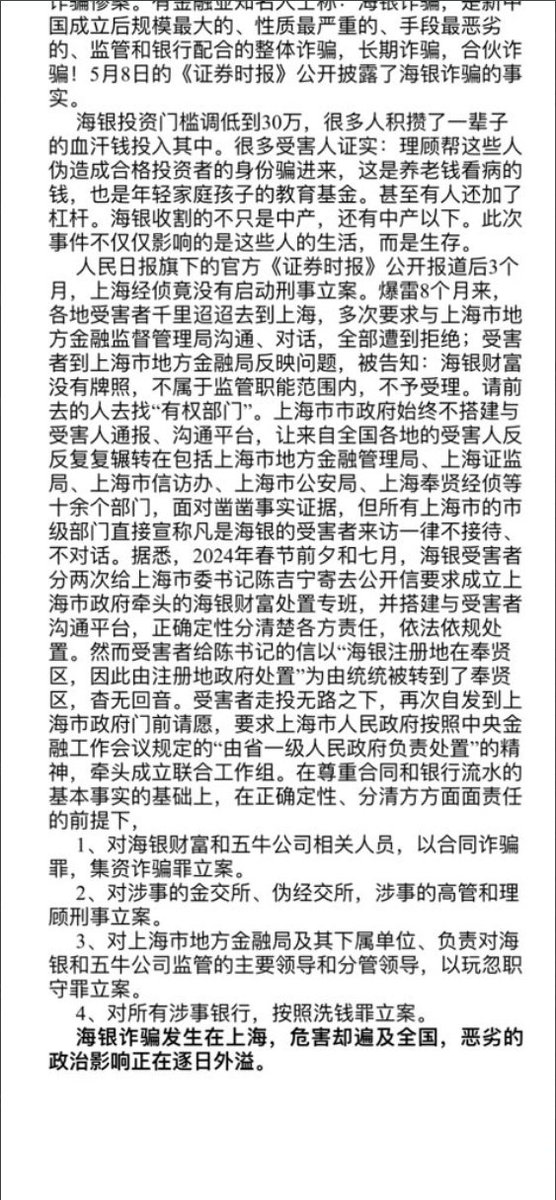 诈骗惨案。有金融业知名人士称：海银诈骗，是新中
国成立后规模最大的、性质最严重的、手段最恶劣
的、监管和银行配合的整体诈骗，长期诈骗，合伙诈
骗！5月8日的《证券时报》公开披露了海银诈骗的事
实。
海银投资门槛调低到30万，很多人积攒了一辈子
的血汗钱投入其中。很多受害人证实：理顾帮这些人
伪造成合格投资者的身份骗进来，这是养老钱看病的
钱，也是年轻家庭孩子的教育基金。甚至有人还加了
杠杆。海银收割的不只是中产，还有中产以下。此次
事件不仅仅影响的是这些人的生活，而是生存。
人民日报旗下的官方《证券时报》公开报道后3个
月，上海经侦竟没有启动刑事立案。爆雷8个月来，
各地受害者千里迢迢去到上海，多次要求与上海市地
方金融监督管理局沟通、对话，全部遭到拒绝；受害
者到上海市地方金融局反映问题，被告知：海银财富
没有牌照，不属于监管职能范围内，不予受理。请前
去的人去找“有权部门”。上海市市政府始终不搭建与
受害人通报、沟通平台，让来自全国各地的受害人反
反复复辗转在包括上海市地方金融管理局、上海证监
局、上海市信访办、上海市公安局、上海奉贤经侦等
十余个部门，面对凿凿事实证据，但所有上海市的市
级部门直接宣称凡是海银的受害者来访一律不接待、
不对话。据悉，2024年春节前夕和七月，海银受害者
分两次给上海市委书记陈吉宁寄去公开信要求成立上
海市政府牵头的海银财富处置专班，并搭建与受害者
沟通平台，正确定性分清楚各方责任，依法依规处
置。然而受害者给陈书记的信以“海银注册地在奉贤
区，因此由注册地政府处置”为由统统被转到了奉贤
区，杳无回音。受害者走投无路之下，再次自发到上
海市政府门前请愿，要求上海市人民政府按照中央金
融工作会议规定的“由省一级人民政府负责处置”的精
神，牵头成立联合工作组。在尊重合同和银行流水的
基本事实的基础上，在正确定性、分清方方面面责任
的前提下，
1、对海银财富和五牛公司相关人员，以合同诈骗
罪，集资诈骗罪立案。
2、对涉事的金交所、伪经交所，涉事的高管和理
顾刑事立案。
3、对上海市地方金融局及其下属单位、负责对海
银和五牛公司监管的主要领导和分管领导，以玩忽职
守罪立案。
4、对所有涉事银行，按照洗钱罪立案。
海银诈骗发生在上海，危害却遍及全国，恶劣的
政治影响正在逐日外溢。